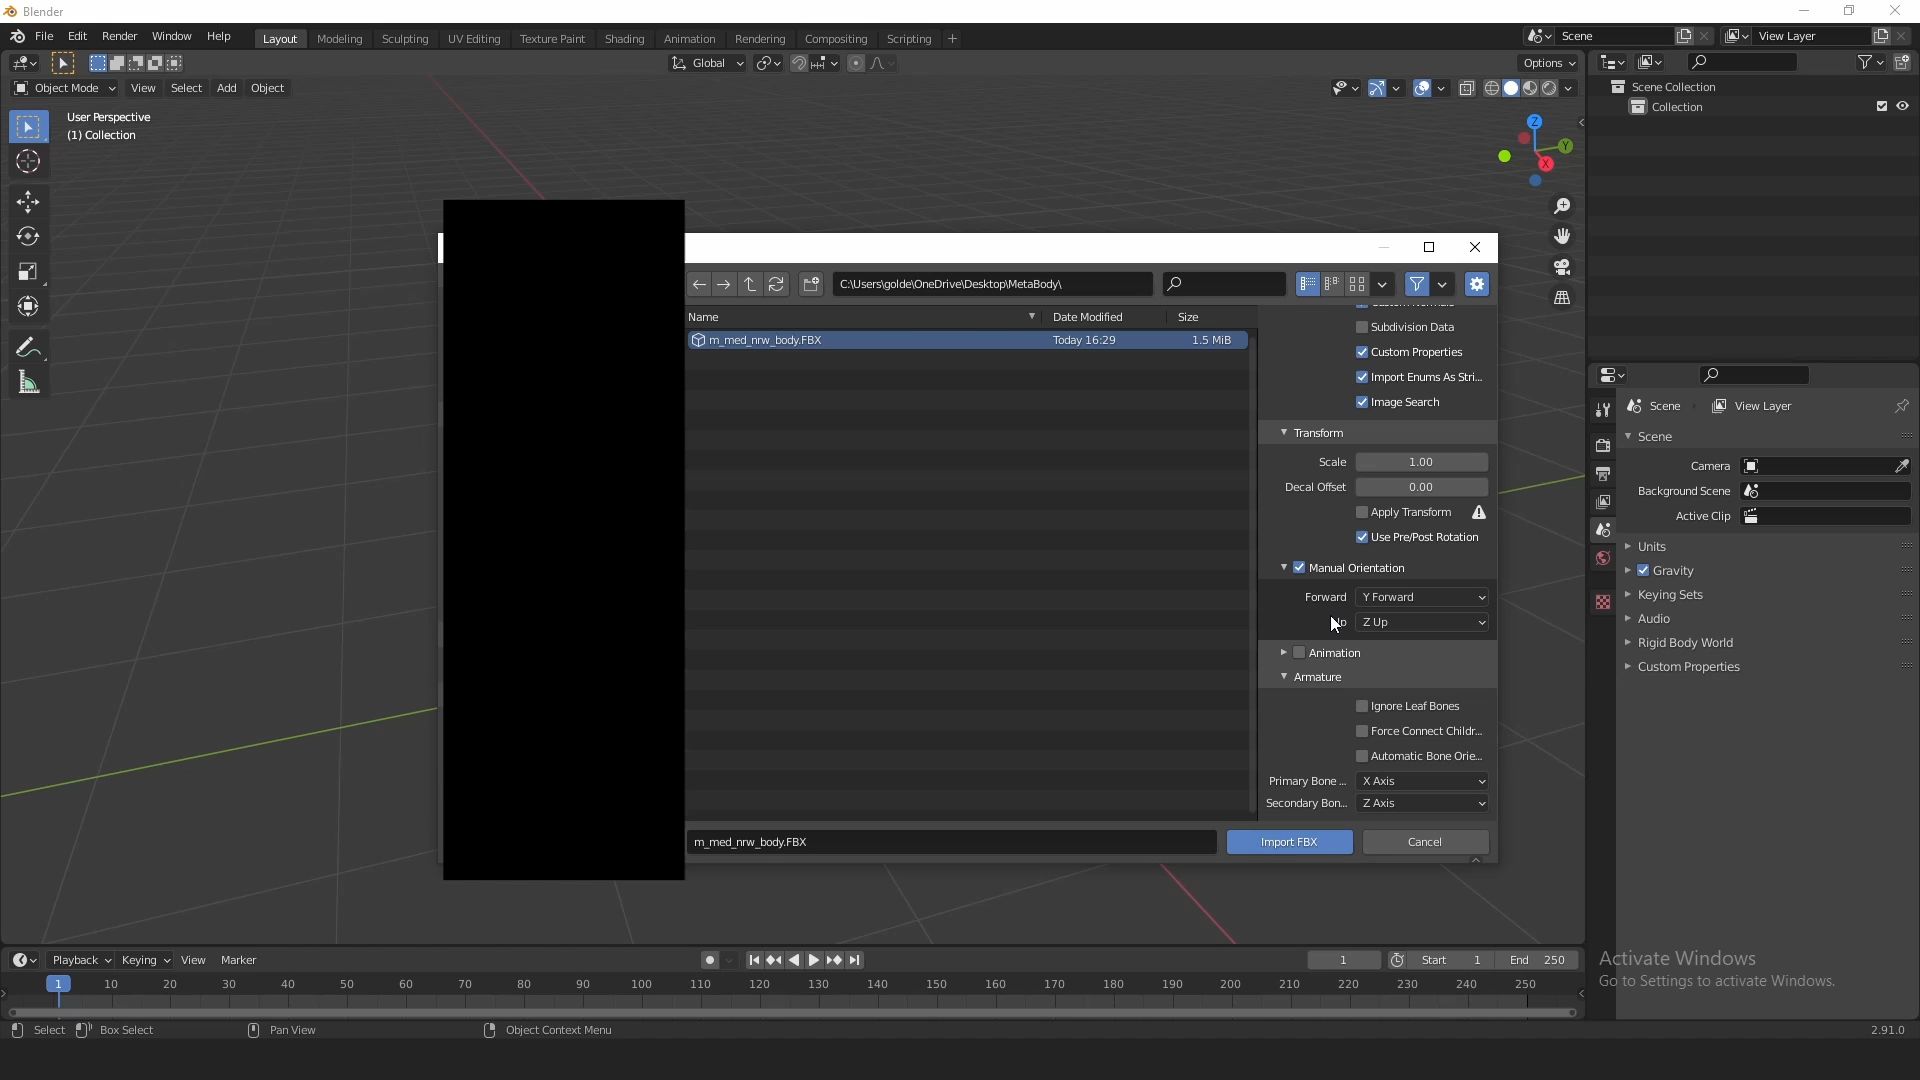 Blender
File Edit Render Window Help Layout Modeling Sculpting UV Editing Texture Paint Shading Animation Rendering Compositing Scripting + Scene View Layer
Global Options
Object Mode View Select Add Object
User Perspective
(1) Collection
Z
Y
X
Scene Collection
Collection
C:\Users\golde\OneDrive\Desktop\MetaBody\
Name Date Modified Size
m_med_nrw_body.FBX Today 16:29 1.5 MiB
Subdivision Data
Custom Properties
Import Enums As Stri...
Image Search
Transform
Scale 1.00
Decal Offset 0.00
Apply Transform
Use Pre/Post Rotation
Manual Orientation
Forward Y Forward
Z Up
Animation
Armature
Ignore Leaf Bones
Force Connect Childr...
Automatic Bone Orie...
Primary Bone ... X Axis
Secondary Bon... Z Axis
m_med_nrw_body.FBX Import FBX Cancel
Scene View Layer
Scene
Camera
Background Scene
Active Clip
Units
Gravity
Keying Sets
Audio
Rigid Body World
Custom Properties
Activate Windows
Go to Settings to activate Windows.
Playback Keying View Marker 1 Start 1 End 250
1 10 20 30 40 50 60 70 80 90 100 110 120 130 140 150 160 170 180 190 200 210 220 230 240 250
Select Box Select Pan View Object Context Menu 2.91.0